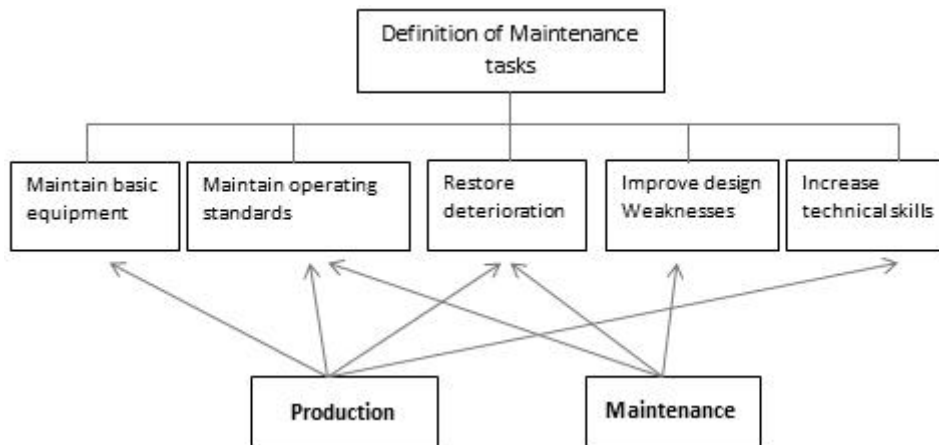 Definition of Maintenance
tasks
Maintain basic
equipment
Maintain operating
standards
Restore
deterioration
Improve design
Weaknesses
Increase
technical skills
Production
Maintenance